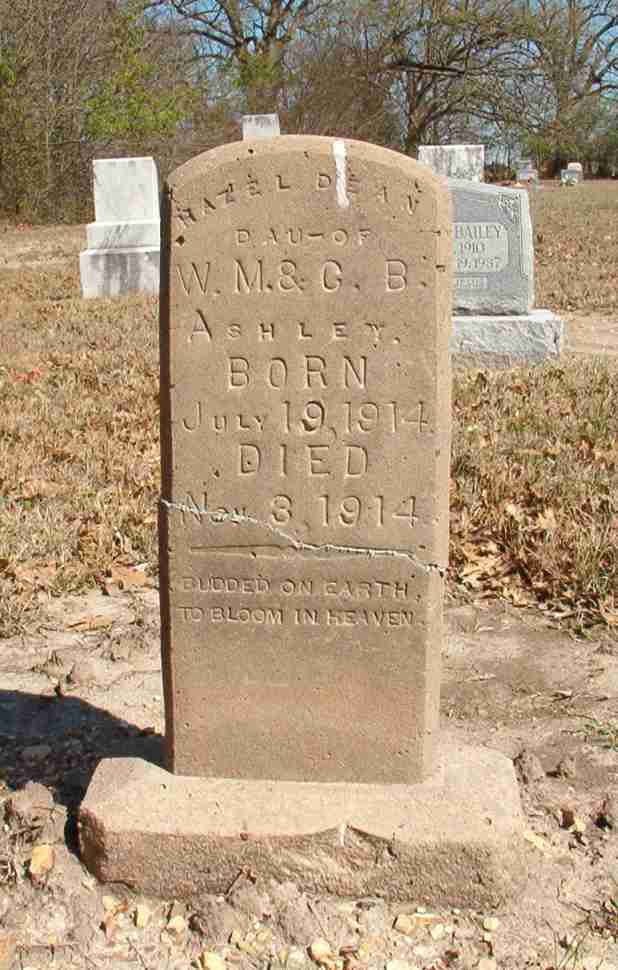 HAZEL DEAN
DAU-OF
W. M. & C. B.
ASHLEY.
BORN
JULY 19, 1914
DIED
NOV. 3, 1914
BUDDED ON EARTH
TO BLOOM IN HEAVEN.
BAILEY
1910
9, 1987